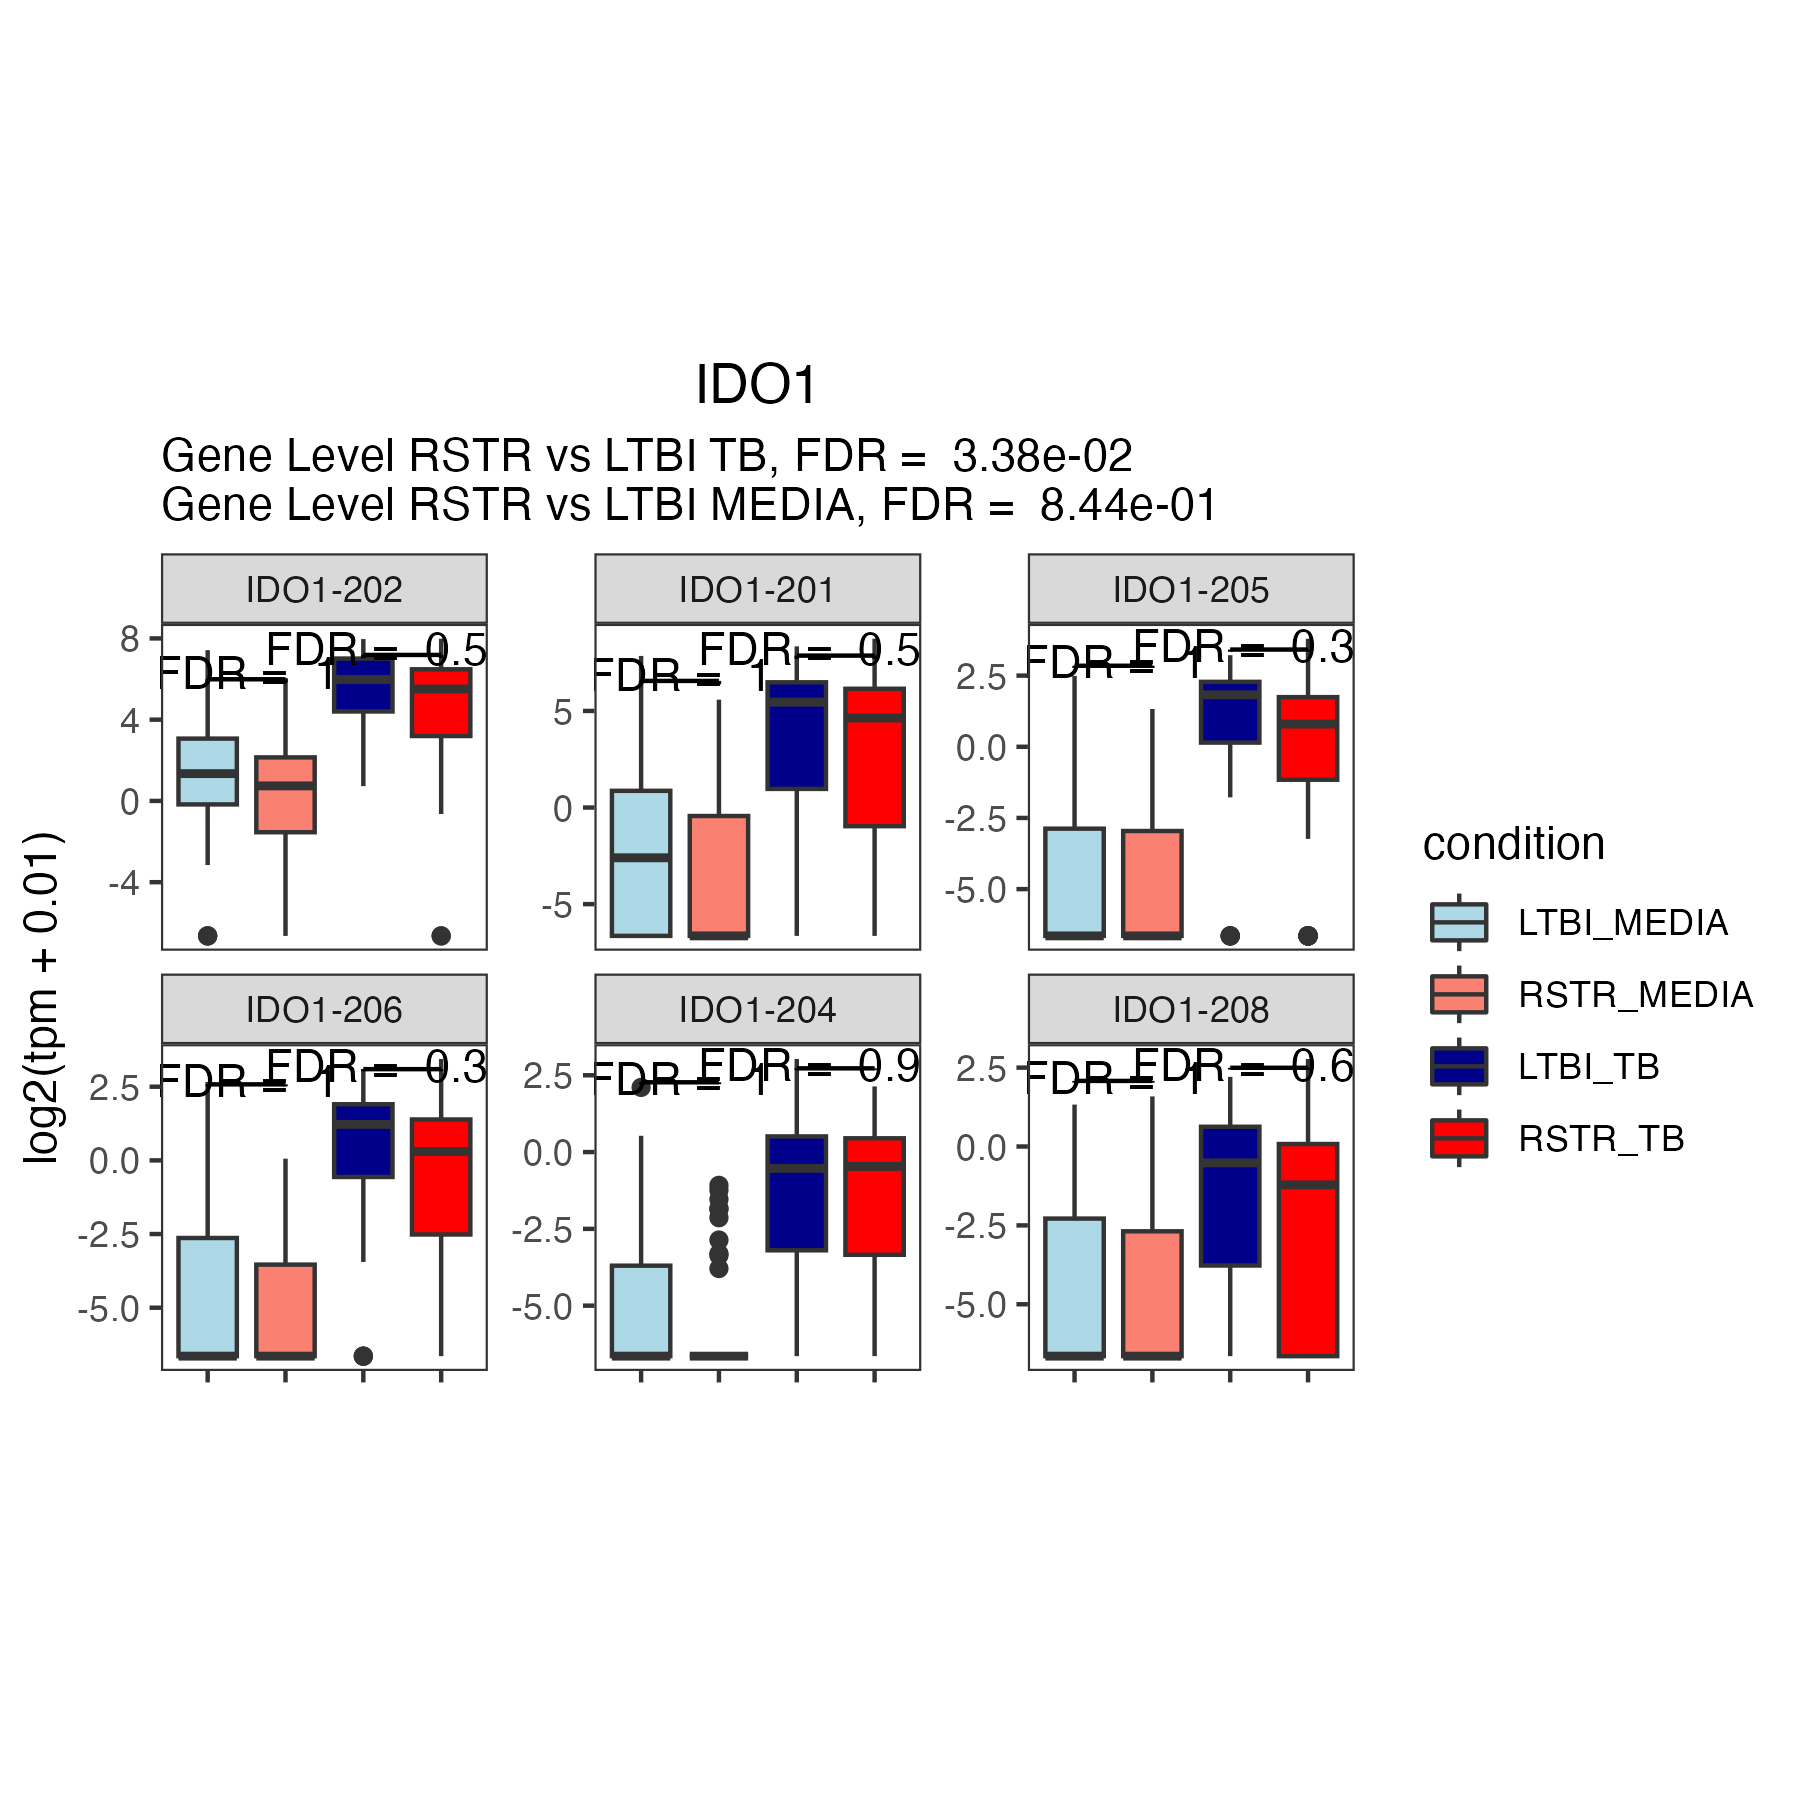 IDO1
Gene Level RSTR vs LTBI TB, FDR = 3.38e-02
Gene Level RSTR vs LTBI MEDIA, FDR = 8.44e-01
log2(tpm + 0.01)
IDO1-202
FDR = 1
FDR = 0.5
8
4
0
-4
IDO1-201
FDR = 1
FDR = 0.5
5
0
-5
IDO1-205
FDR = 1
FDR = 0.3
2.5
0.0
-2.5
-5.0
IDO1-206
FDR = 1
FDR = 0.3
2.5
0.0
-2.5
-5.0
IDO1-204
FDR = 1
FDR = 0.9
2.5
0.0
-2.5
-5.0
IDO1-208
FDR = 1
FDR = 0.6
2.5
0.0
-2.5
-5.0
condition
LTBI_MEDIA
RSTR_MEDIA
LTBI_TB
RSTR_TB